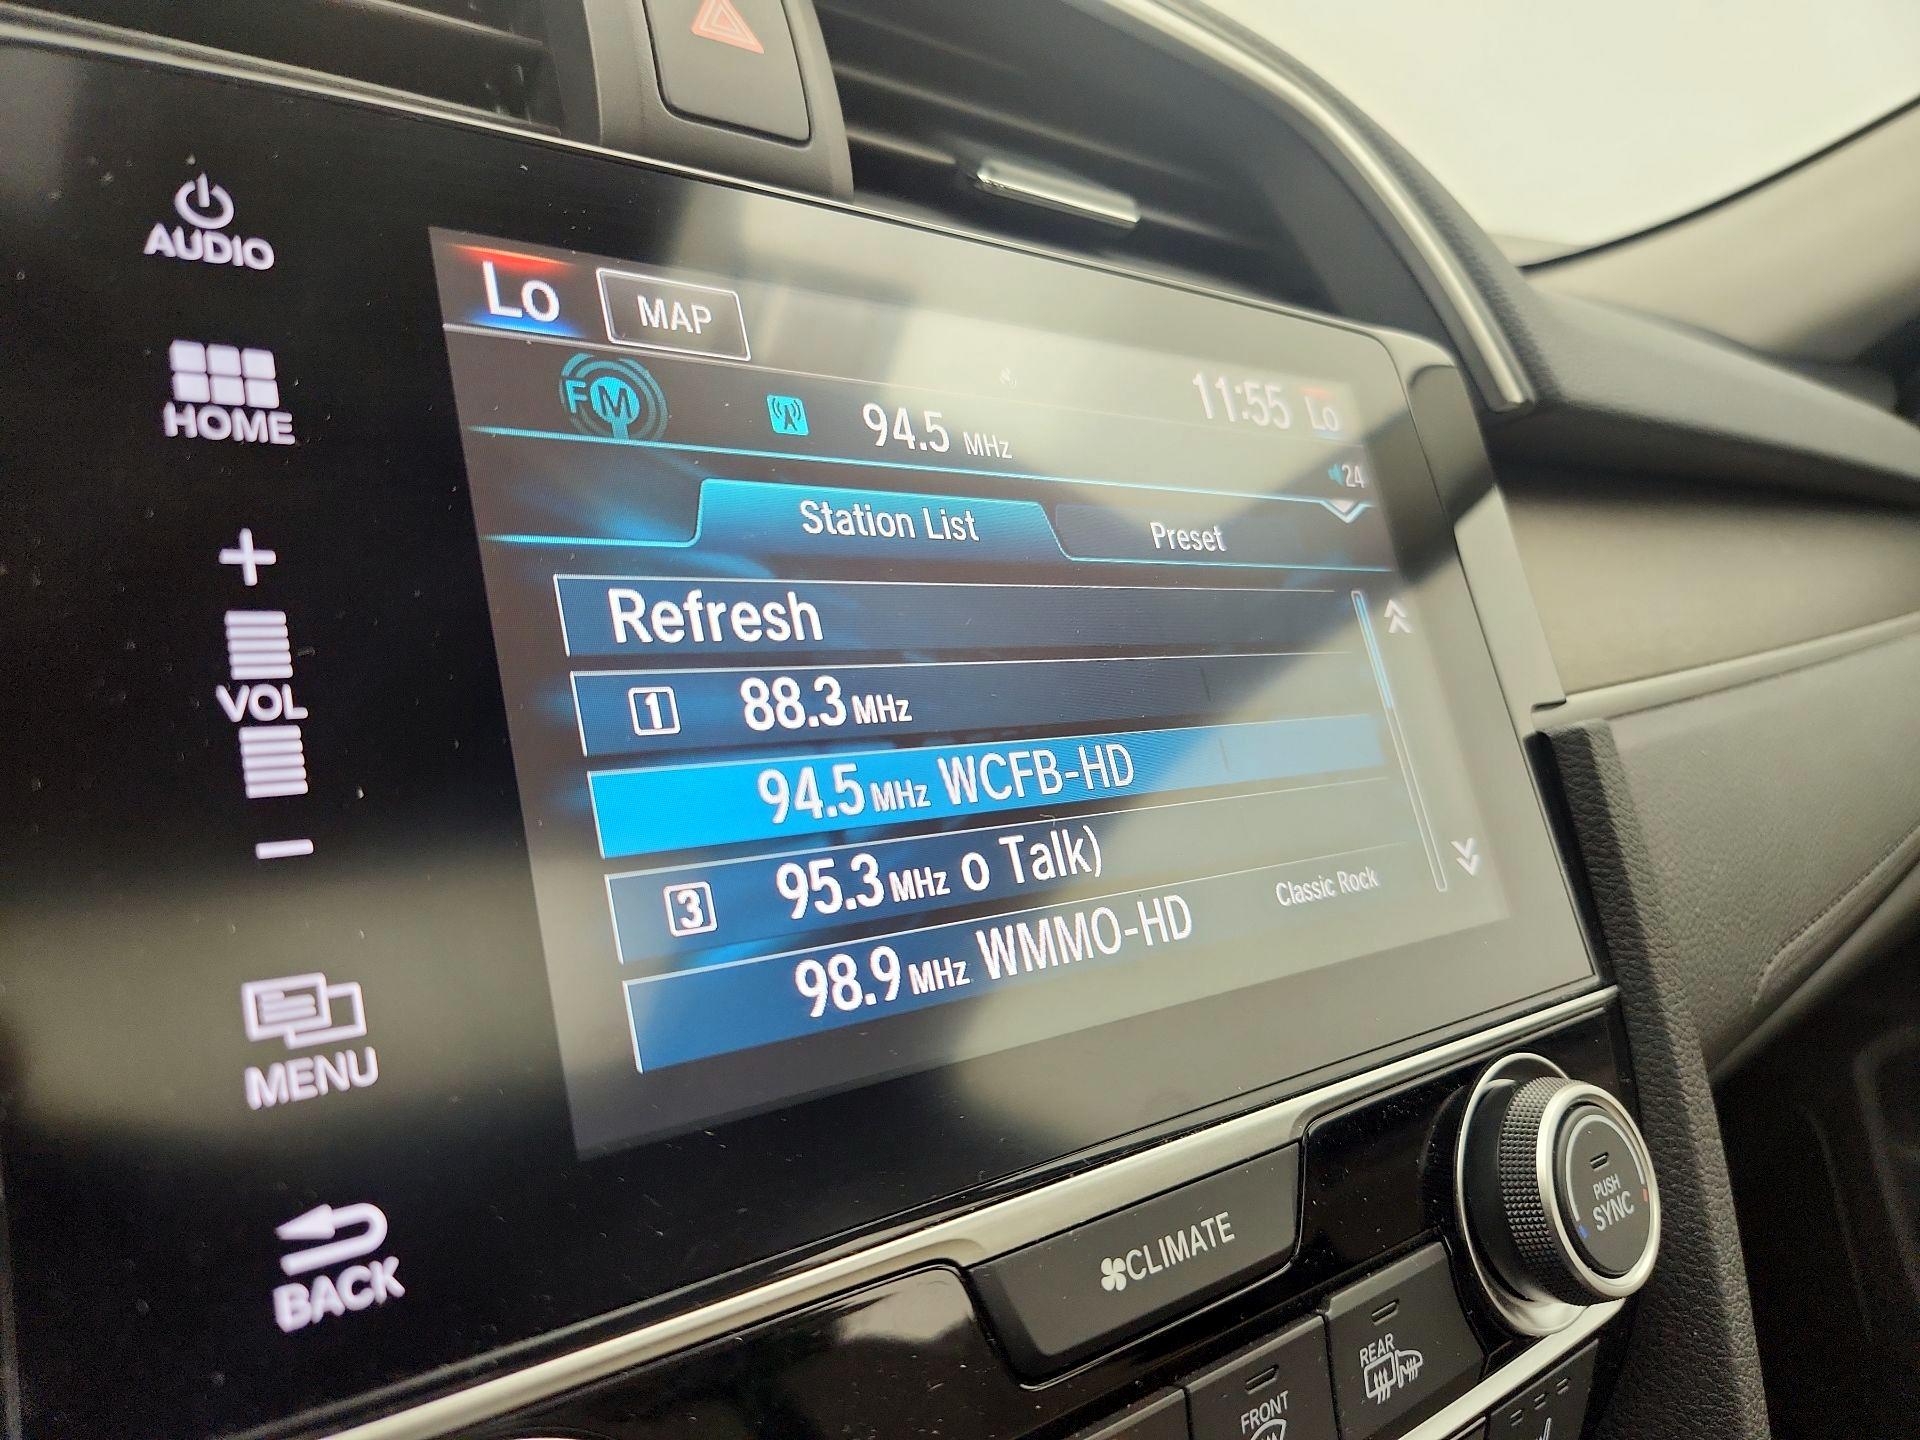 AUDIO
HOME
+
VOL
−
MENU
BACK
Lo MAP
FM 94.5 MHz 11:55 Lo
24
Station List Preset
Refresh
1 88.3 MHz
94.5 MHz WCFB-HD
3 95.3 MHz o Talk)
98.9 MHz WMMO-HD Classic Rock
CLIMATE
PUSH
SYNC
REAR
FRONT